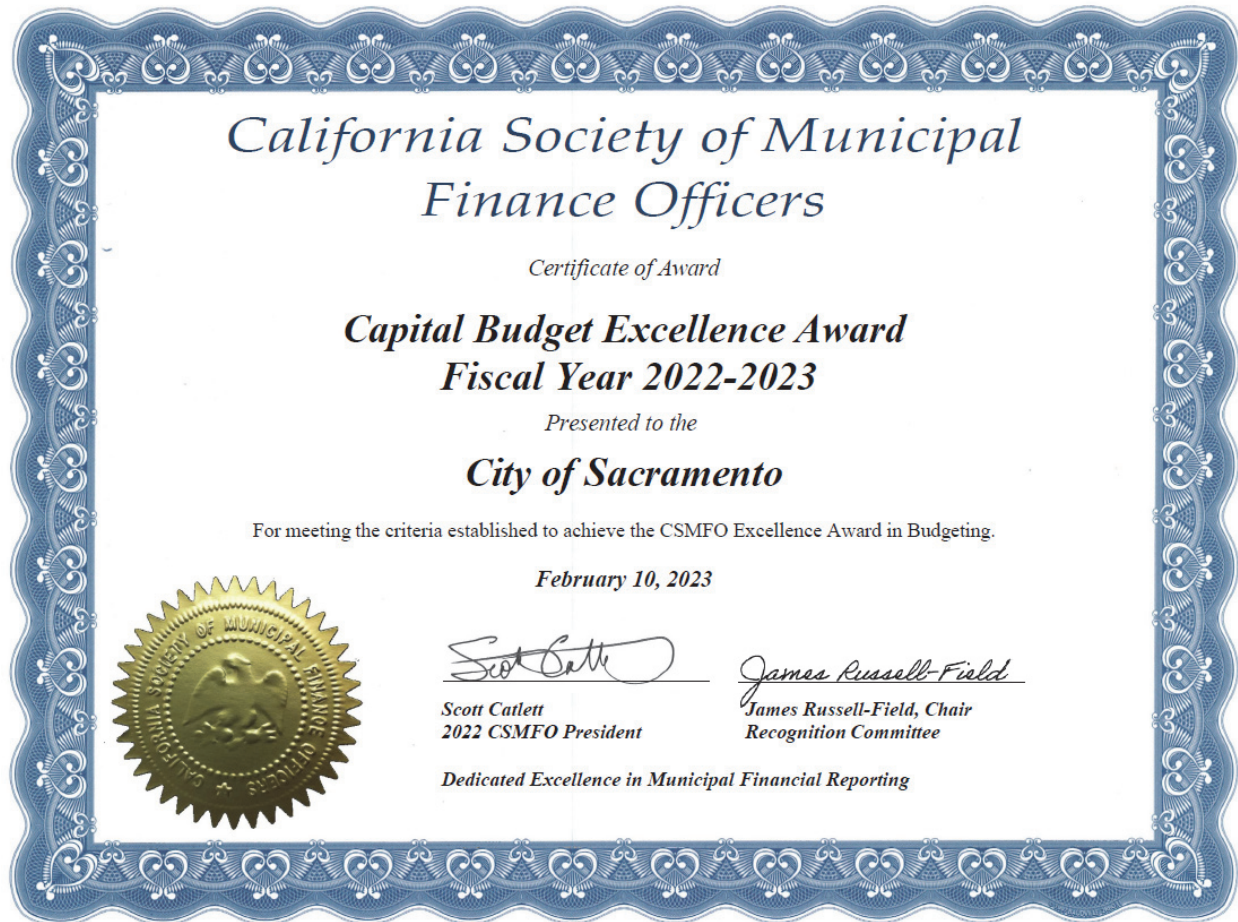 California Society of Municipal
Finance Officers
Certificate of Award
Capital Budget Excellence Award
Fiscal Year 2022-2023
Presented to the
City of Sacramento
For meeting the criteria established to achieve the CSMFO Excellence Award in Budgeting.
February 10, 2023
CALIFORNIA SOCIETY OF MUNICIPAL FINANCE OFFICERS
Scott Catlett
James Russell-Field
Scott Catlett
James Russell-Field, Chair
2022 CSMFO President
Recognition Committee
Dedicated Excellence in Municipal Financial Reporting